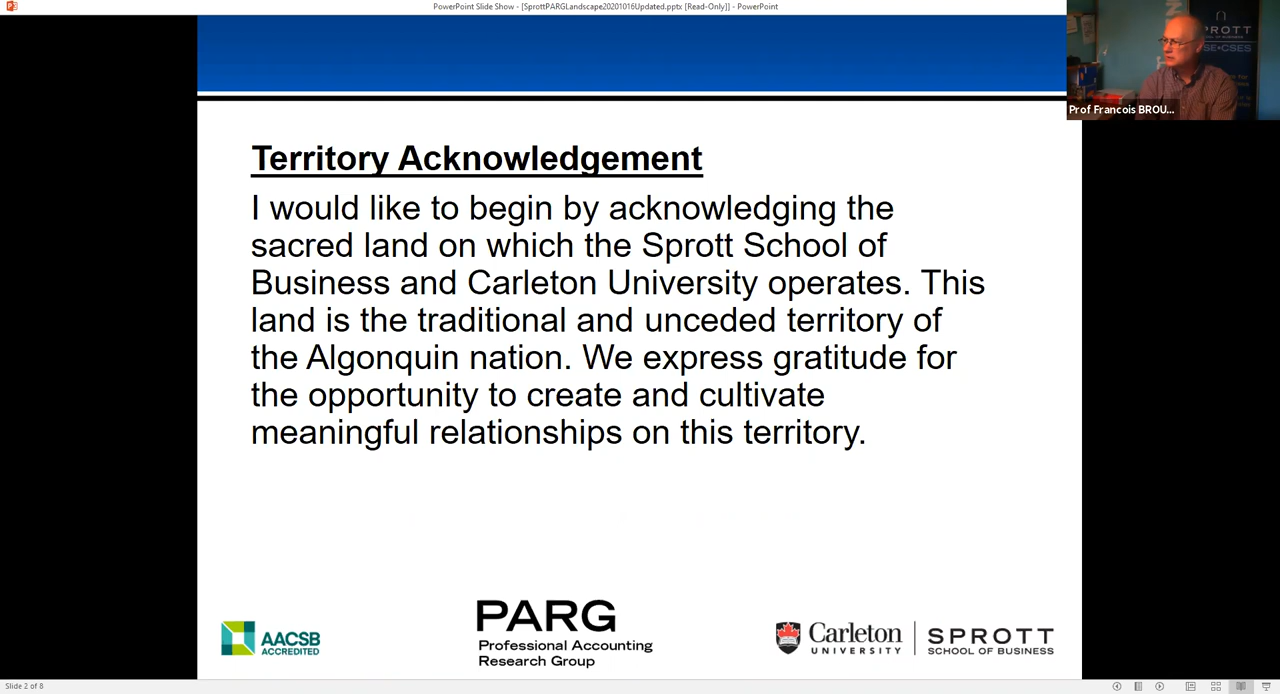 PowerPoint Slide Show - [SprottPARGLandscape20201016Updated.pptx [Read-Only]] - PowerPoint
SPROTT
Prof Francois BROU...
Territory Acknowledgement
I would like to begin by acknowledging the
sacred land on which the Sprott School of
Business and Carleton University operates. This
land is the traditional and unceded territory of
the Algonquin nation. We express gratitude for
the opportunity to create and cultivate
meaningful relationships on this territory.
AACSB
ACCREDITED
PARG
Professional Accounting
Research Group
Carleton
UNIVERSITY
SPROTT
SCHOOL OF BUSINESS
Slide 2 of 8